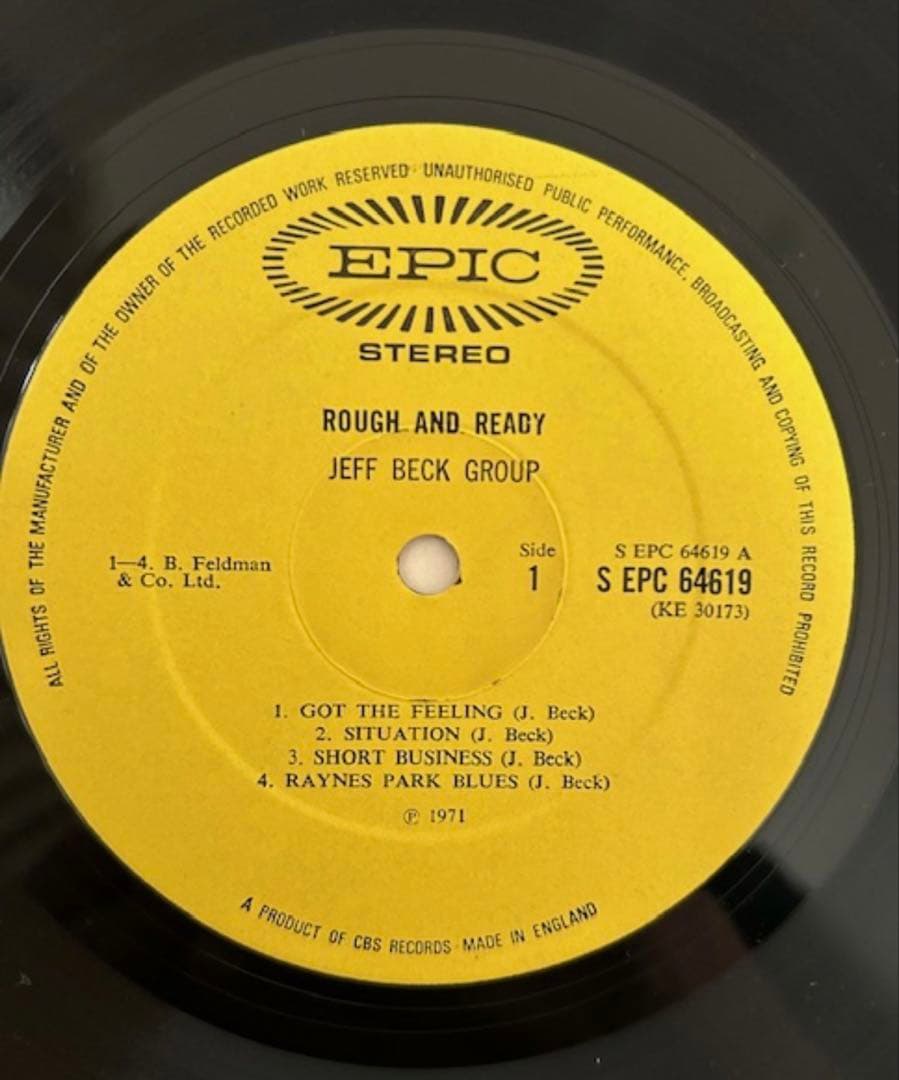 ALL RIGHTS OF THE MANUFACTURER AND OF THE OWNER OF THE RECORDED WORK RESERVED · UNAUTHORISED PUBLIC PERFORMANCE, BROADCASTING AND COPYING OF THIS RECORD PROHIBITED
EPIC
STEREO
ROUGH AND READY
JEFF BECK GROUP
1—4. B. Feldman
& Co. Ltd.
Side
1
S EPC 64619 A
S EPC 64619
(KE 30173)
1. GOT THE FEELING (J. Beck)
2. SITUATION (J. Beck)
3. SHORT BUSINESS (J. Beck)
4. RAYNES PARK BLUES (J. Beck)
℗ 1971
A PRODUCT OF CBS RECORDS · MADE IN ENGLAND